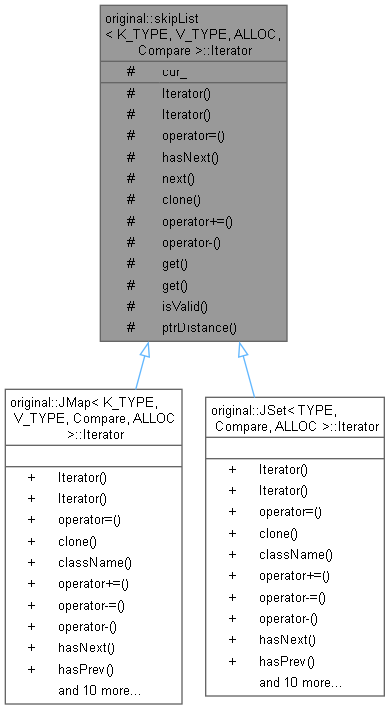 original::skipList
< K_TYPE, V_TYPE, ALLOC,
Compare >::Iterator
# cur_
# Iterator()
# Iterator()
# operator=()
# hasNext()
# next()
# clone()
# operator+=()
# operator-()
# get()
# get()
# isValid()
# ptrDistance()
original::JMap< K_TYPE,
V_TYPE, Compare, ALLOC
>::Iterator
+ Iterator()
+ Iterator()
+ operator=()
+ clone()
+ className()
+ operator+=()
+ operator-=()
+ operator-()
+ hasNext()
+ hasPrev()
and 10 more...
original::JSet< TYPE,
Compare, ALLOC >::Iterator
+ Iterator()
+ Iterator()
+ operator=()
+ clone()
+ className()
+ operator+=()
+ operator-=()
+ operator-()
+ hasNext()
+ hasPrev()
and 10 more...